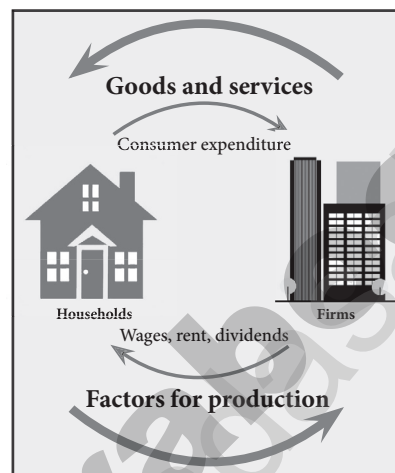 Goods and services
Consumer expenditure
Households
Firms
Wages, rent, dividends
Factors for production